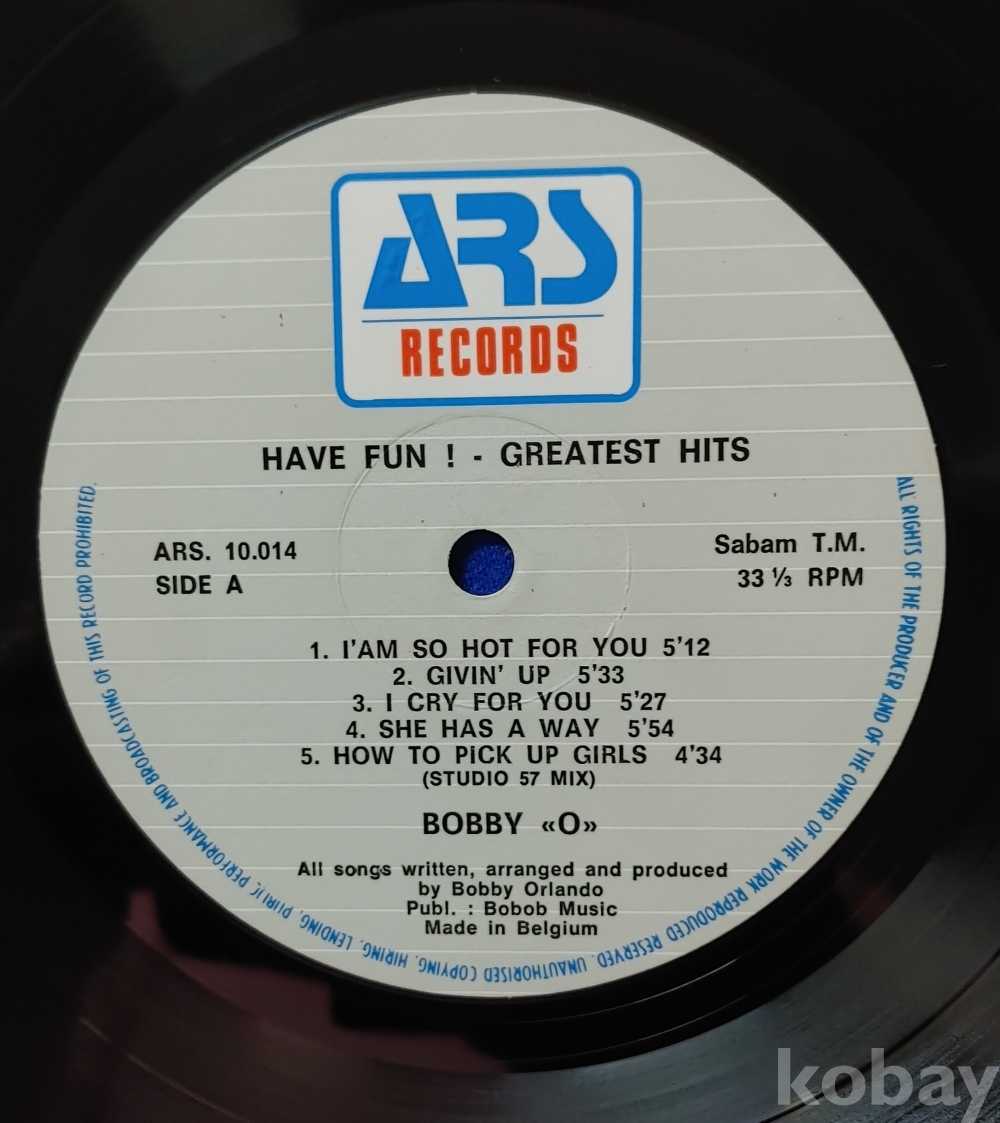 ARS
RECORDS
HAVE FUN ! - GREATEST HITS
ARS. 10.014
SIDE A
Sabam T.M.
33 ⅓ RPM
1. I'AM SO HOT FOR YOU 5'12
2. GIVIN' UP 5'33
3. I CRY FOR YOU 5'27
4. SHE HAS A WAY 5'54
5. HOW TO PiCK UP GIRLS 4'34
(STUDIO 57 MIX)
BOBBY «O»
All songs written, arranged and produced
by Bobby Orlando
Publ. : Bobob Music
Made in Belgium
ALL RIGHTS OF THE PRODUCER AND OF THE OWNER OF THE WORK REPRODUCED RESERVED. UNAUTHORISED COPYING, HIRING, LENDING, PUBLIC PERFORMANCE AND BROADCASTING OF THIS RECORD PROHIBITED.
kobay